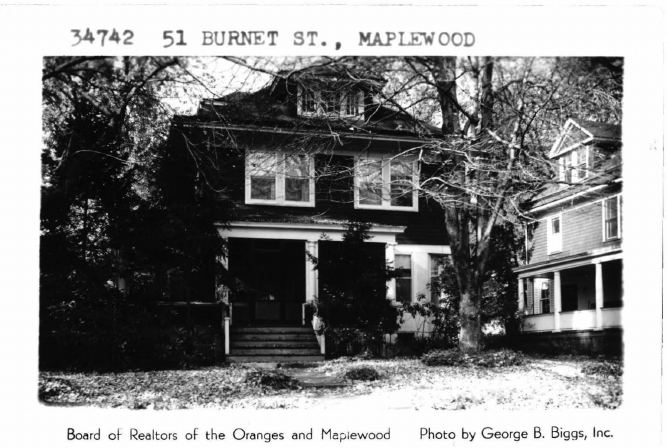 34742 51 BURNET ST., MAPLEWOOD
Board of Realtors of the Oranges and Maplewood Photo by George B. Biggs, Inc.